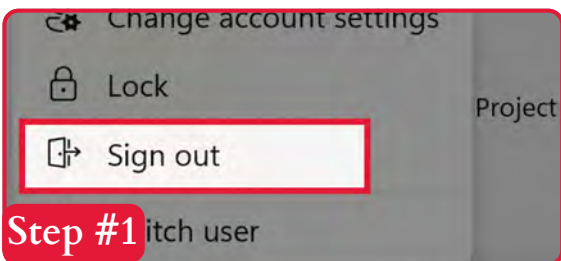 Change account settings
Lock
Project
Sign out
Step #1 itch user